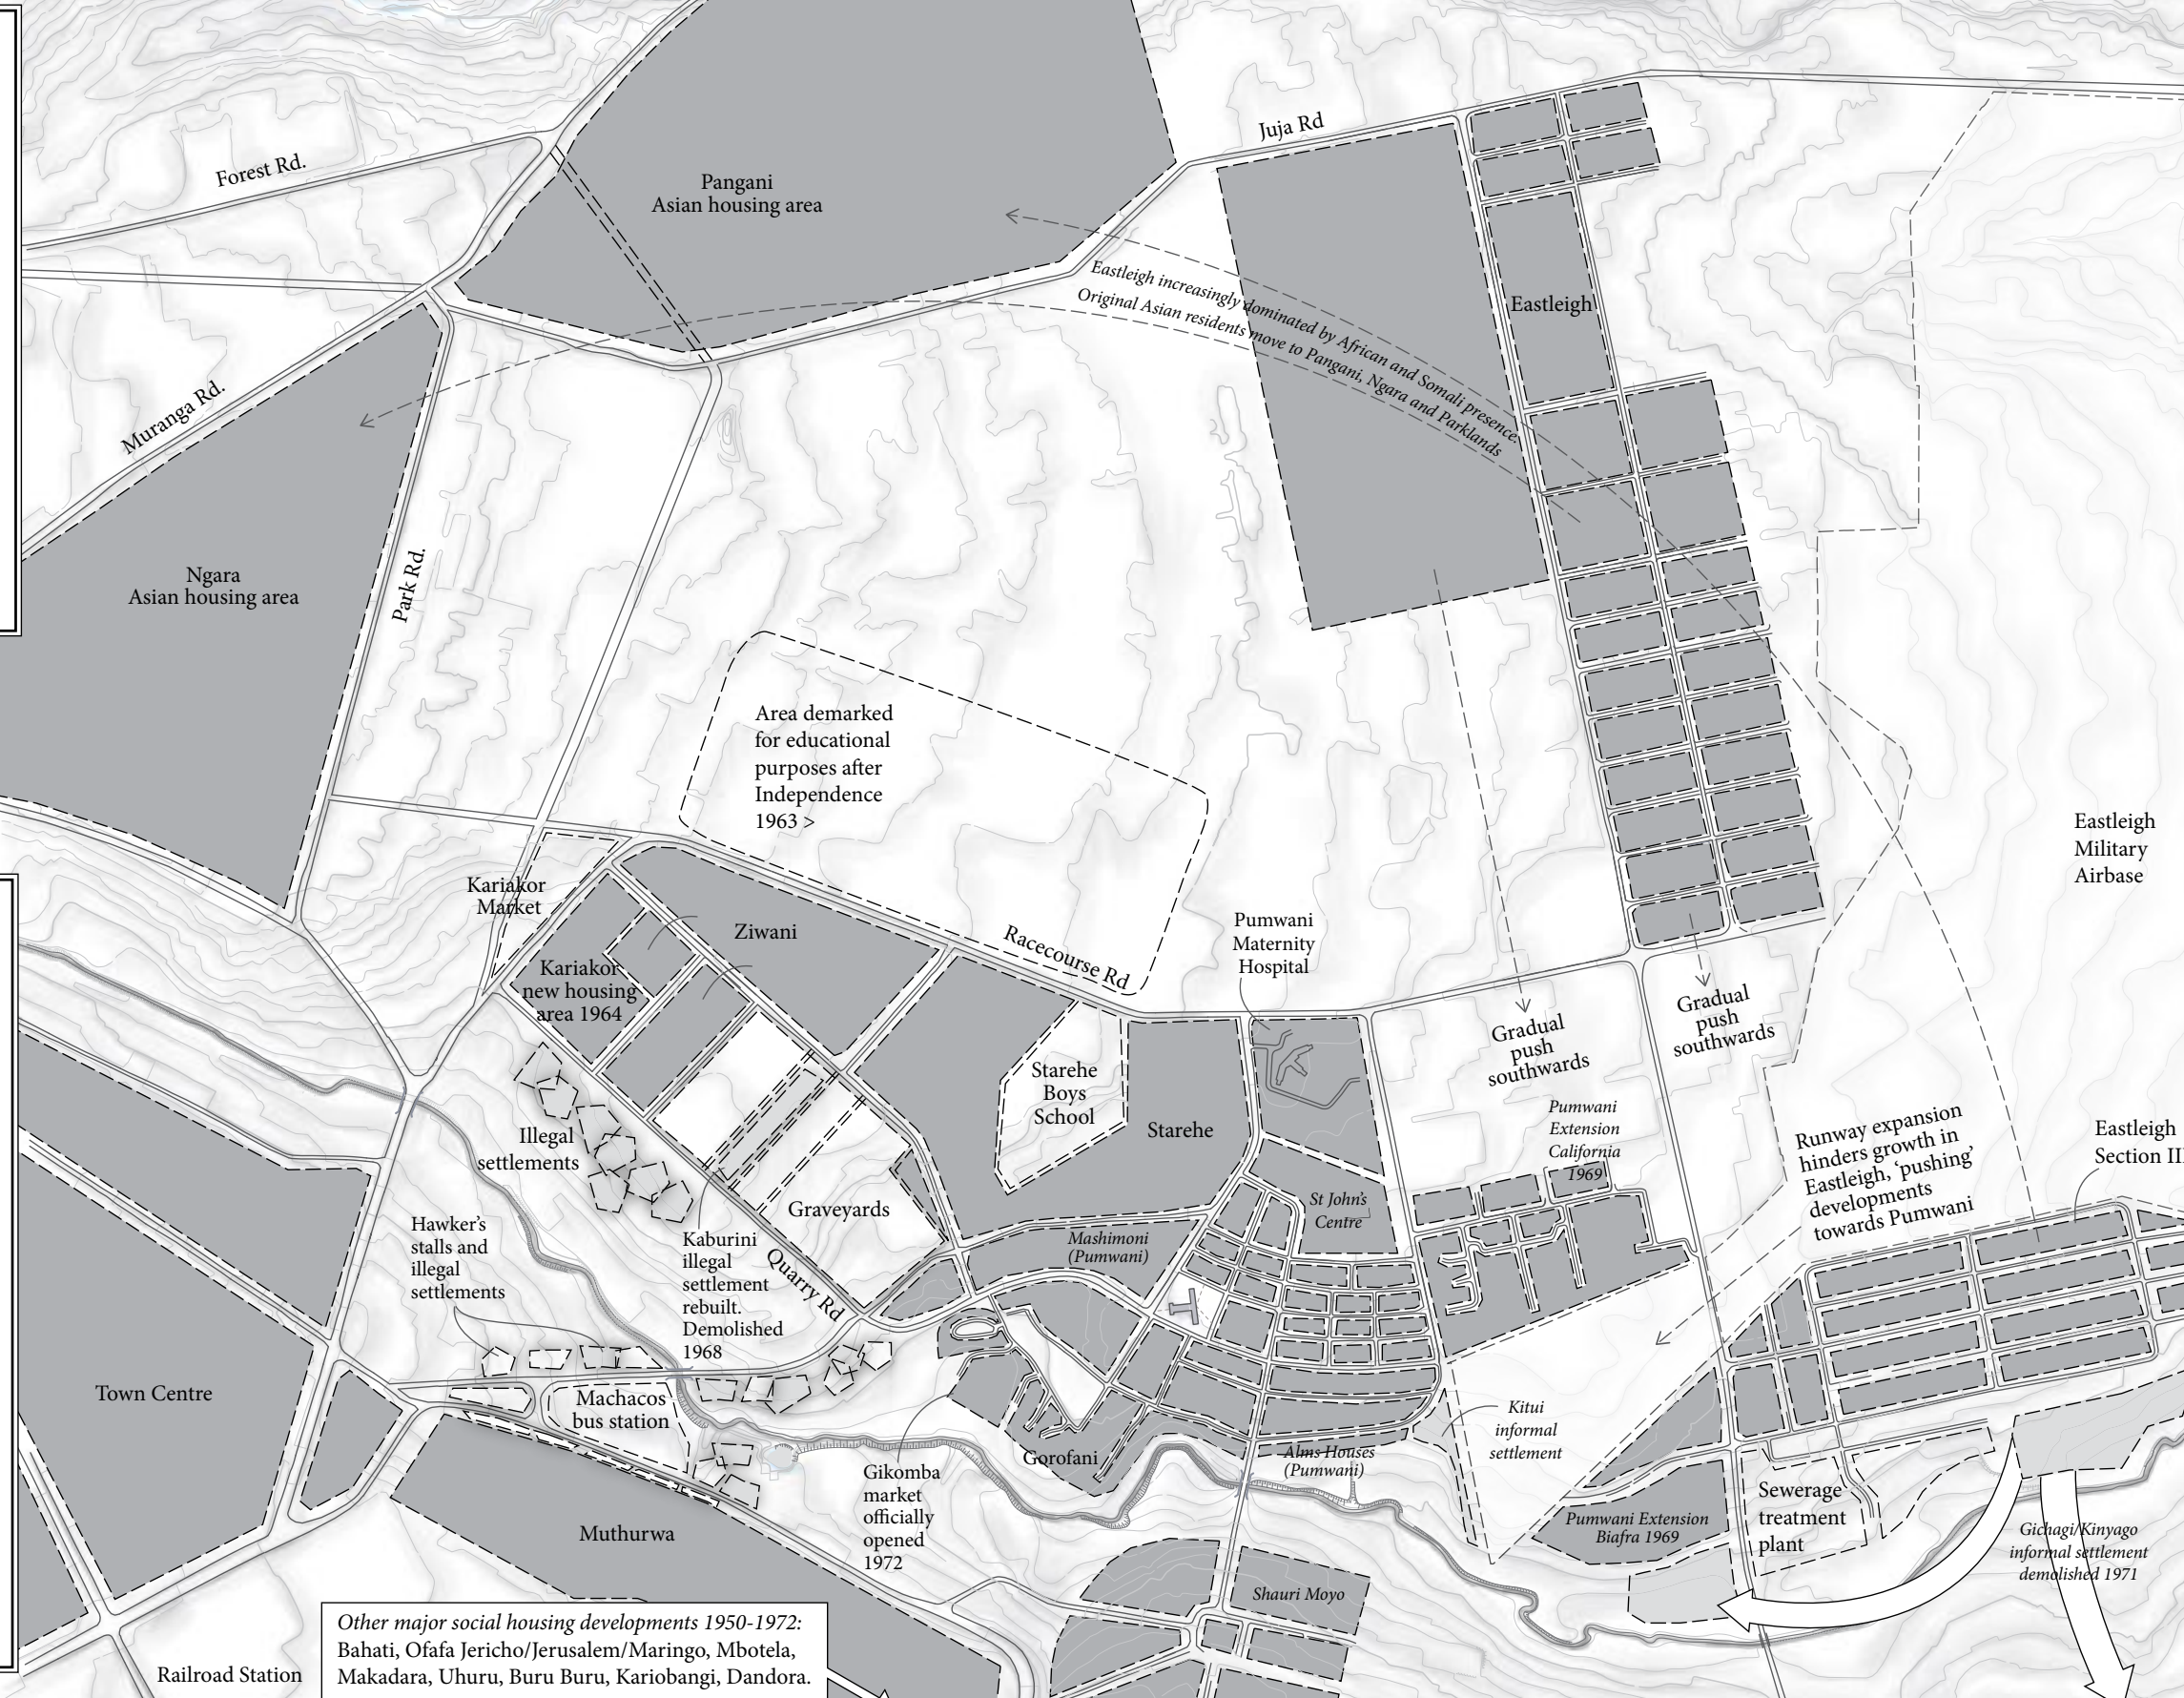 Forest Rd.
Pangani
Asian housing area
Juja Rd
Eastleigh
Eastleigh increasingly dominated by African and Somali presence.
Original Asian residents move to Pangani, Ngara and Parklands
Muranga Rd.
Ngara
Asian housing area
Park Rd.
Area demarked
for educational
purposes after
Independence
1963 >
Eastleigh
Military
Airbase
Kariakor
Market
Ziwani
Racecourse Rd
Pumwani
Maternity
Hospital
Kariakor
new housing
area 1964
Gradual
push
southwards
Gradual
push
southwards
Starehe
Boys
School
Starehe
Illegal
settlements
Pumwani
Extension
California
1969
Runway expansion
hinders growth in
Eastleigh, ‘pushing’
developments
towards Pumwani
Eastleigh
Section III
St John's
Centre
Graveyards
Hawker's
stalls and
illegal
settlements
Kaburini
illegal
settlement
rebuilt.
Demolished
1968
Quarry Rd
Mashimoni
(Pumwani)
Town Centre
Machacos
bus station
Kitui
informal
settlement
Gorofani
Alms Houses
(Pumwani)
Gikomba
market
officially
opened
1972
Muthurwa
Pumwani Extension
Biafra 1969
Sewerage
treatment
plant
Gichagi/Kinyago
informal settlement
demolished 1971
Shauri Moyo
Railroad Station
Other major social housing developments 1950-1972:
Bahati, Ofafa Jericho/Jerusalem/Maringo, Mbotela,
Makadara, Uhuru, Buru Buru, Kariobangi, Dandora.